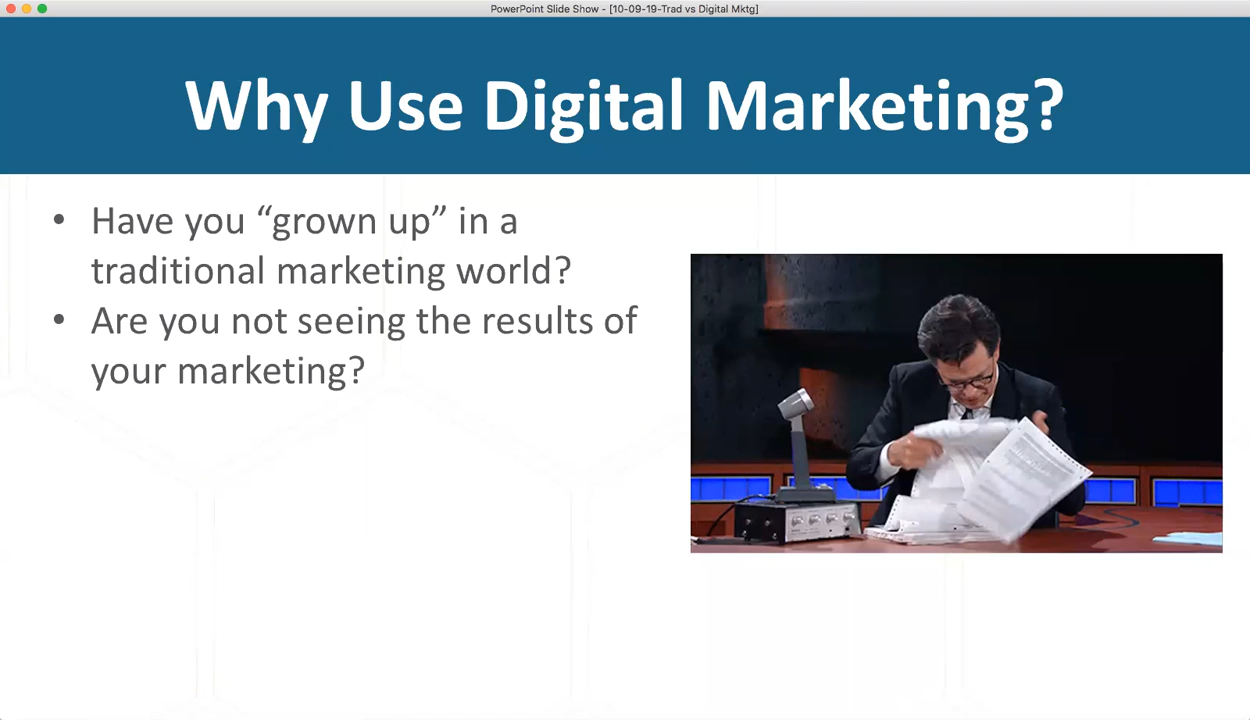 PowerPoint Slide Show - [10-09-19-Trad vs Digital Mktg]
Why Use Digital Marketing?
• Have you “grown up” in a
traditional marketing world?
• Are you not seeing the results of
your marketing?